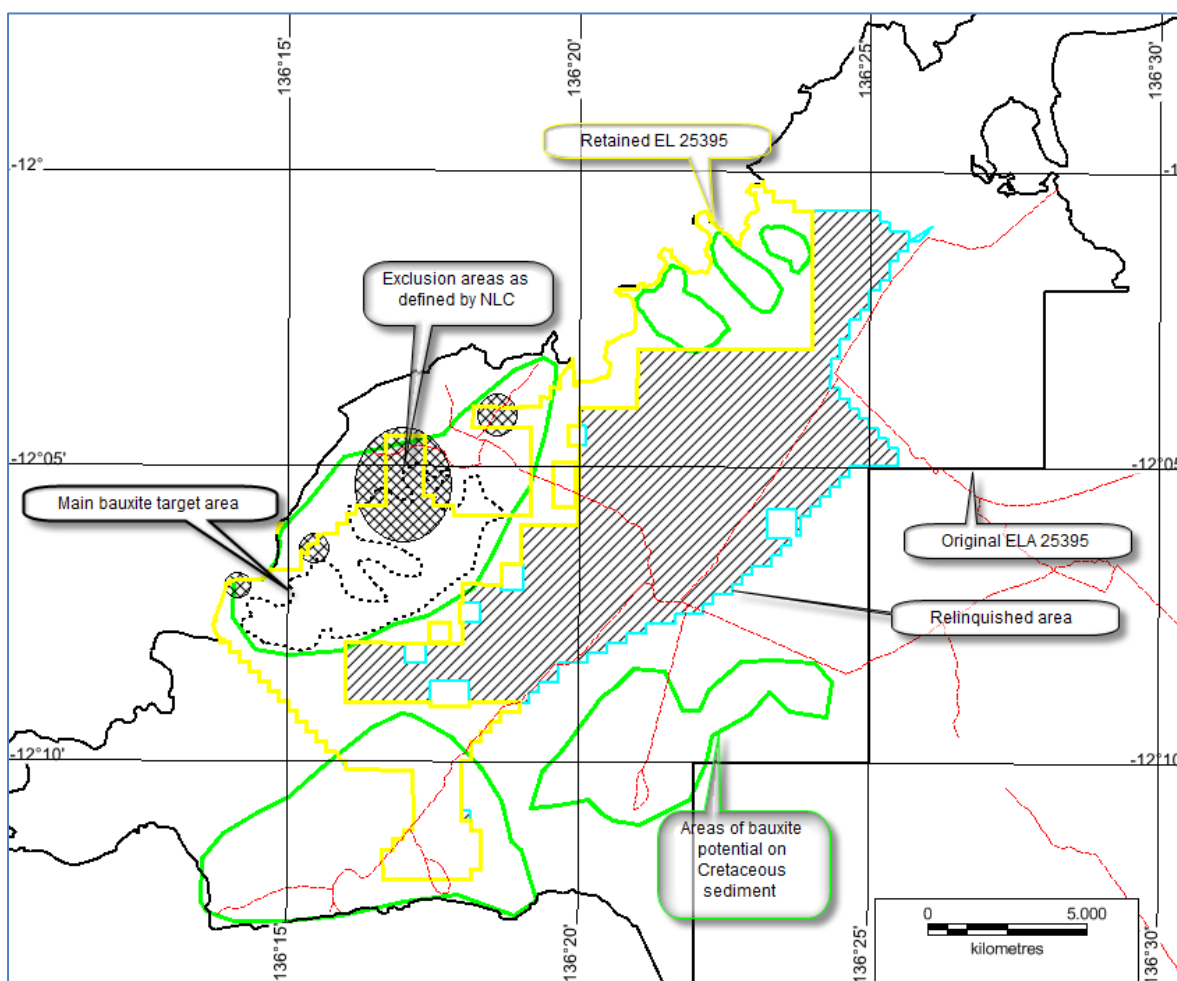 136°15'
136°20'
136°25'
136°30'
Retained EL 25395
-12°
-1
Exclusion areas as
defined by NLC
-12°05'
-12°05
Main bauxite target area
Original ELA 25395
Relinquished area
-12°10'
-12°10
Areas of bauxite
potential on
Cretaceous
sediment
0
5.000
kilometres
136°15'
136°20'
136°25'
136°30'